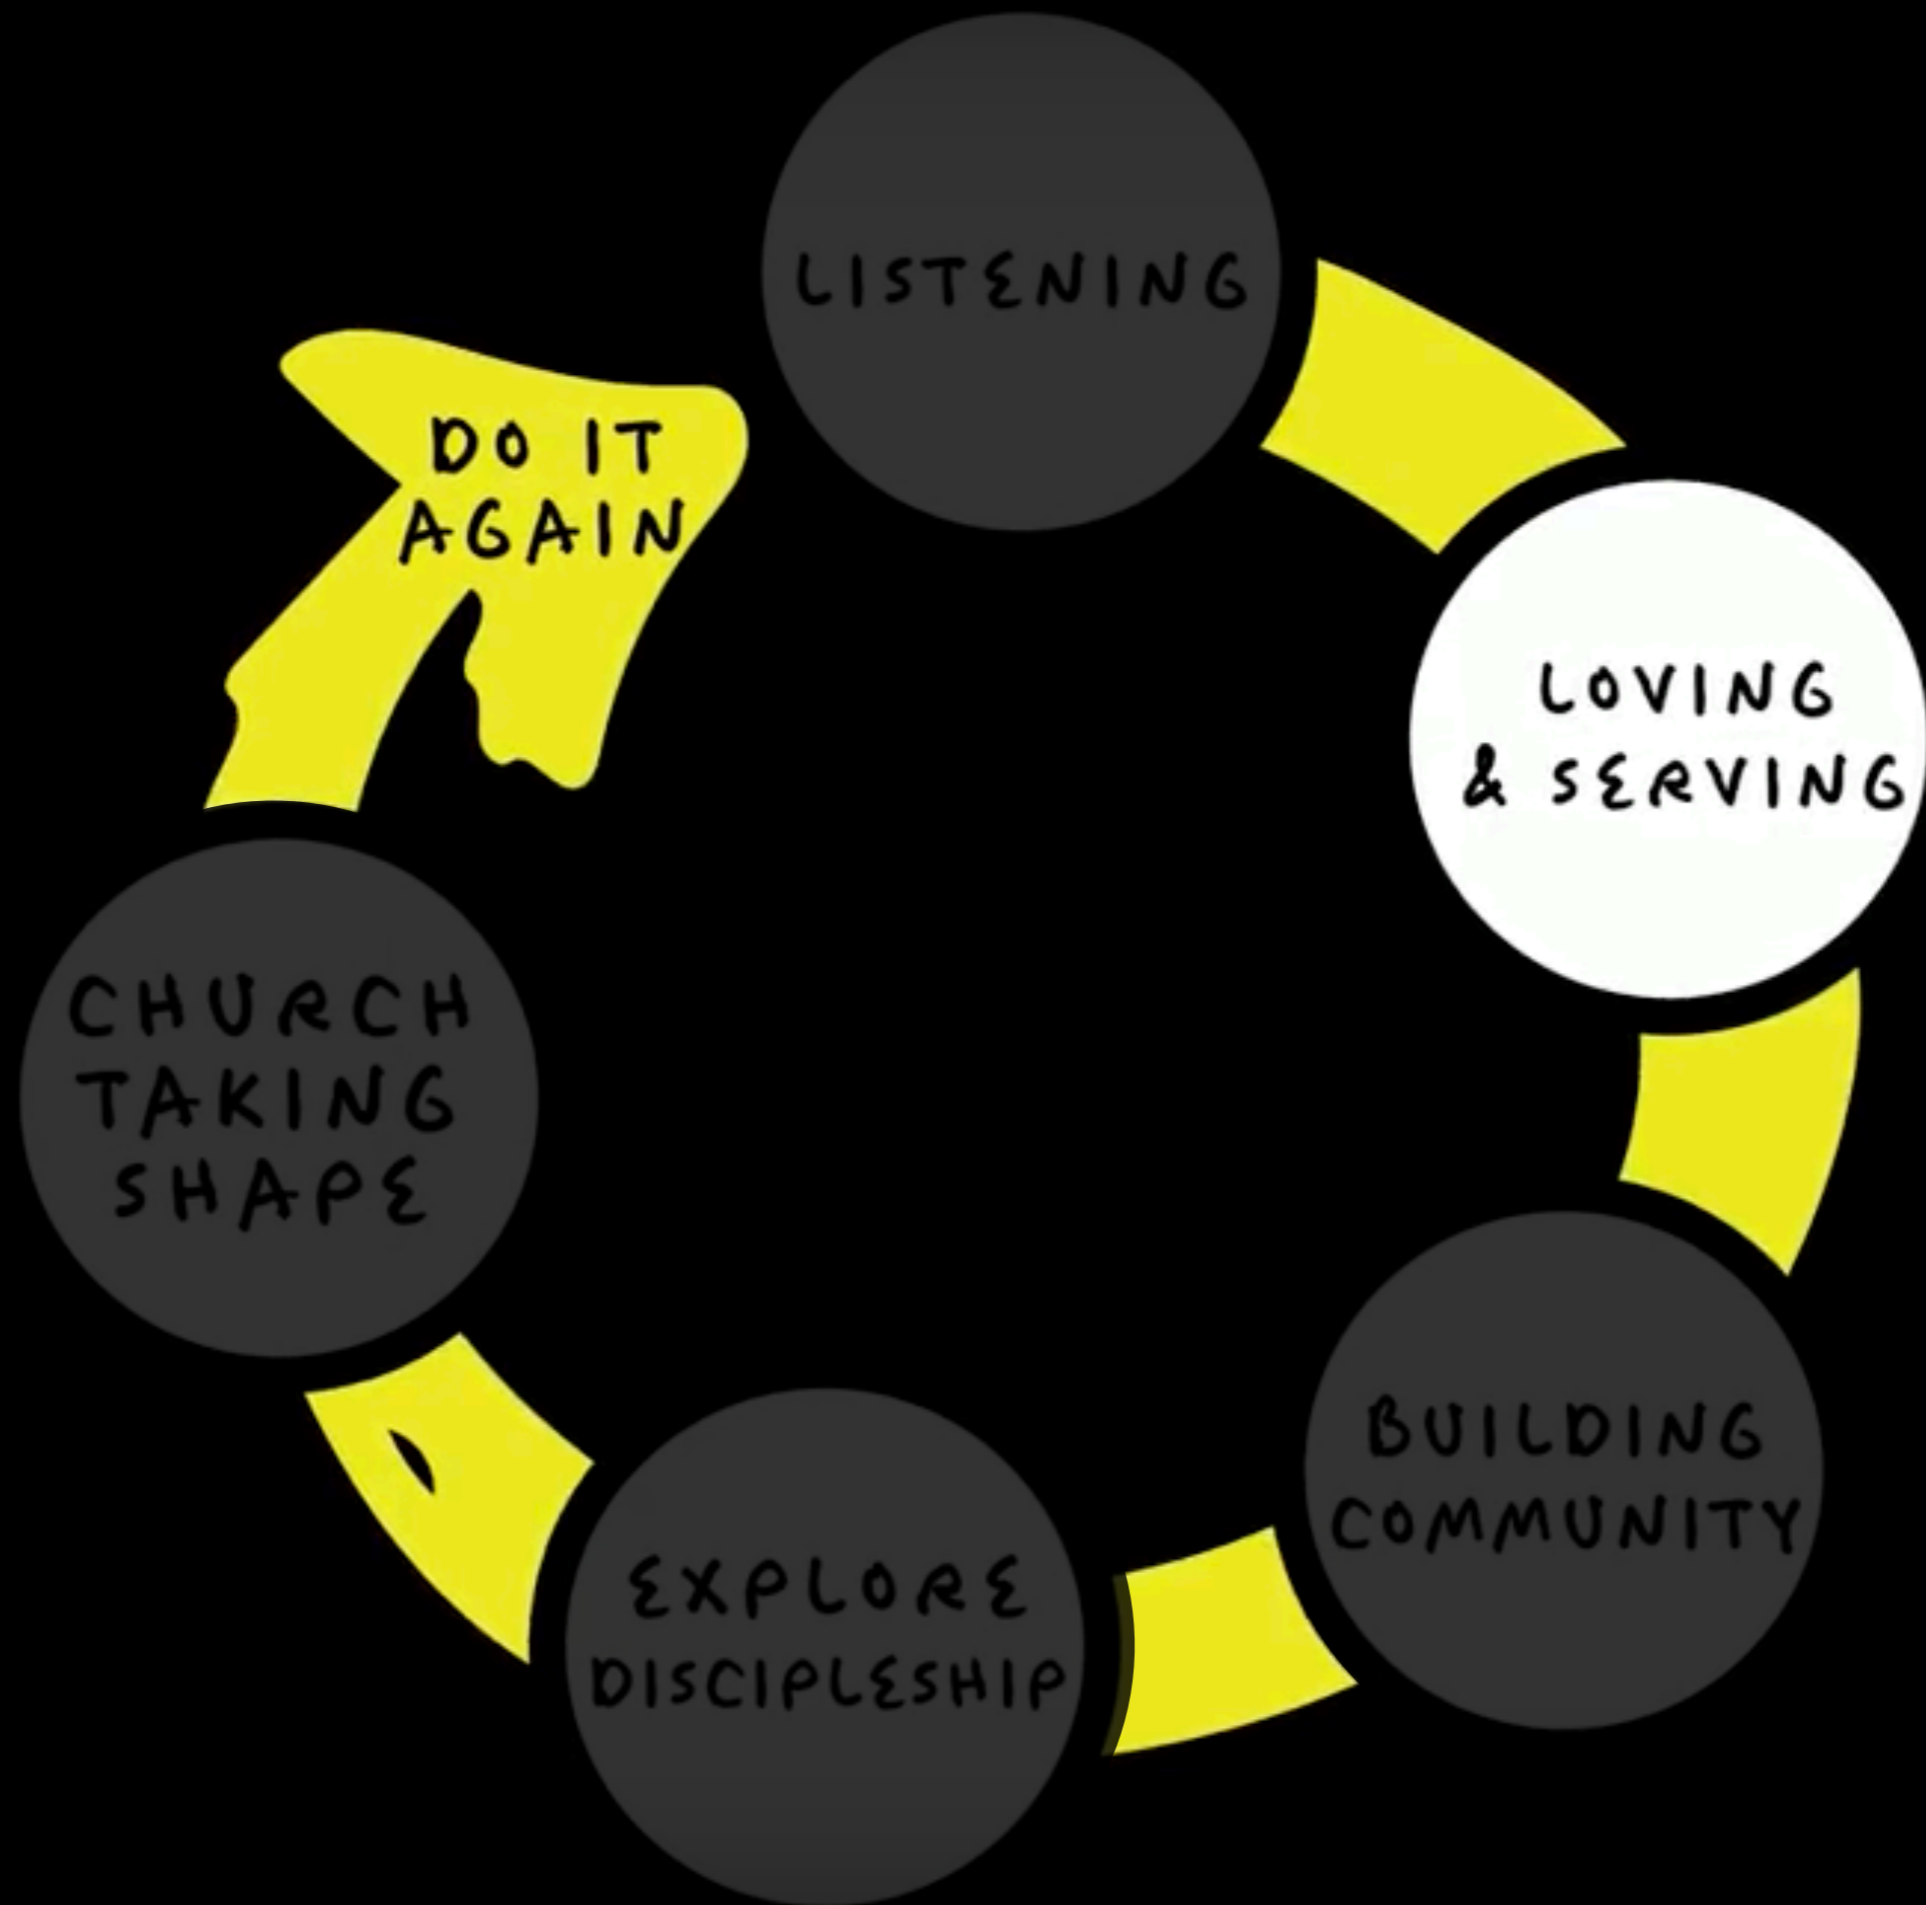 LISTENING
LOVING
& SERVING
BUILDING
COMMUNITY
EXPLORE
DISCIPLESHIP
CHURCH
TAKING
SHAPE
DO IT
AGAIN